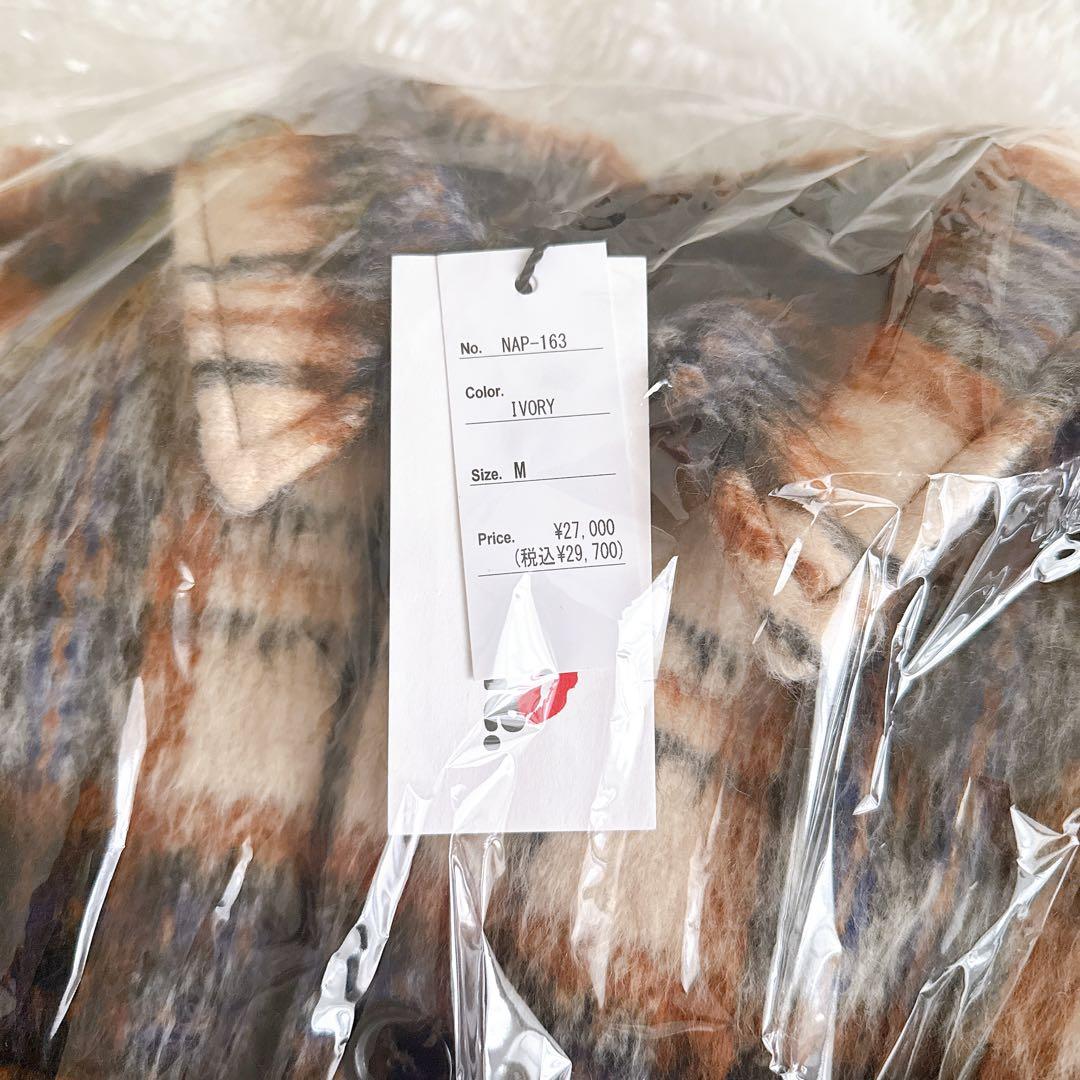 No. NAP-163
Color.
IVORY
Size. M
Price. ¥27,000
(税込¥29,700)